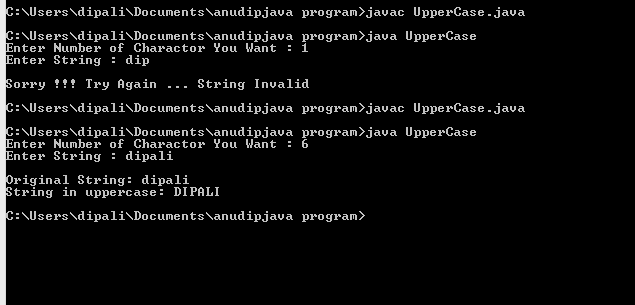 C:\Users\dipali\Documents\anudipjava program>javac UpperCase.java
C:\Users\dipali\Documents\anudipjava program>java UpperCase
Enter Number of Charactor You Want : 1
Enter String : dip
Sorry !!! Try Again ... String Invalid
C:\Users\dipali\Documents\anudipjava program>javac UpperCase.java
C:\Users\dipali\Documents\anudipjava program>java UpperCase
Enter Number of Charactor You Want : 6
Enter String : dipali
Original String: dipali
String in uppercase: DIPALI
C:\Users\dipali\Documents\anudipjava program>